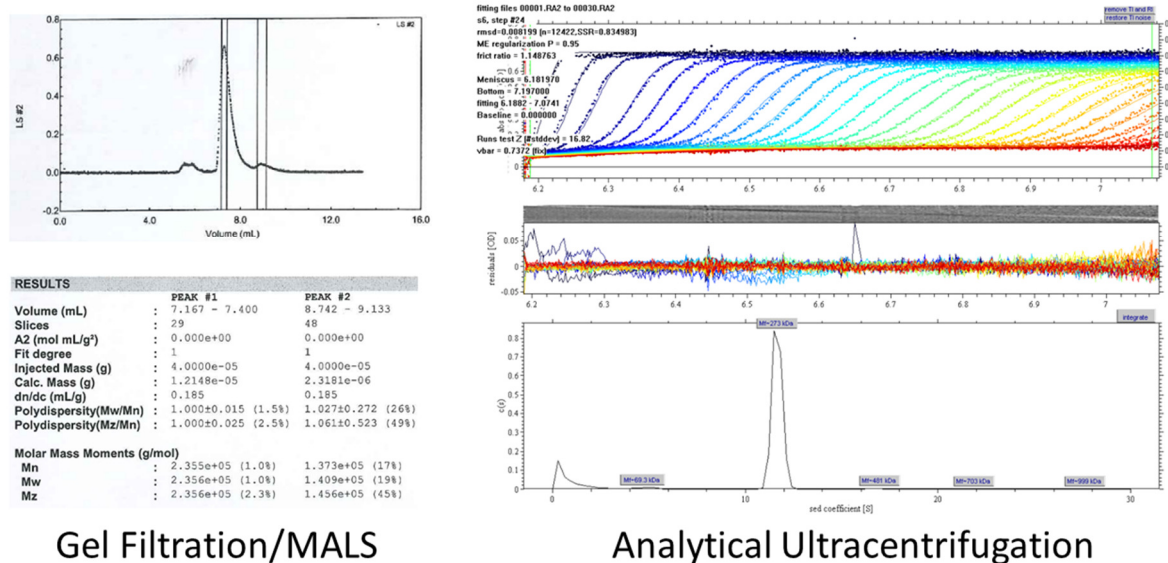 LS #2
0.8
0.6
0.4
0.2
0.0
-0.2
LS #2
0.0
4.0
8.0
12.0
16.0
Volume (mL)
RESULTS
PEAK #1 PEAK #2
Volume (mL) : 7.167 - 7.400 8.742 - 9.133
Slices : 29 48
A2 (mol mL/g²) : 0.000e+00 0.000e+00
Fit degree : 1 1
Injected Mass (g) : 4.0000e-05 4.0000e-05
Calc. Mass (g) : 1.2148e-05 2.3181e-06
dn/dc (mL/g) : 0.185 0.185
Polydispersity(Mw/Mn) : 1.000±0.015 (1.5%) 1.027±0.272 (26%)
Polydispersity(Mz/Mn) : 1.000±0.025 (2.5%) 1.061±0.523 (49%)
Molar Mass Moments (g/mol)
Mn : 2.355e+05 (1.0%) 1.373e+05 (17%)
Mw : 2.356e+05 (1.0%) 1.409e+05 (19%)
Mz : 2.356e+05 (2.3%) 1.456e+05 (45%)
Gel Filtration/MALS
fitting files 00001.RA2 to 00030.RA2
s6, step #24
rmsd=0.008199 [n=12422,SSR=0.834983)
ME regularization P = 0.95
frict ratio = 1.148763
Meniscus = 6.181970
Bottom = 7.197000
fitting 6.1882 - 7.0741
Baseline = 0.000000
Runs test Z [#stddev] = 16.82
vbar = 0.7372 [fix]
remove TI and RI
restore TI noise
0
6.2 6.3 6.4 6.5 6.6 6.7 6.8 6.9 7
residuals [OD]
0.05
0
-0.05
6.2 6.3 6.4 6.5 6.6 6.7 6.8 6.9 7
integrate
Mf=273 kDa
c(s)
0.8
0.7
0.6
0.5
0.4
0.3
0.2
0.1
0
Mf=69.3 kDa
Mf=481 kDa
Mf=703 kDa
Mf=999 kDa
0 10 20 30
sed coefficient [S]
Analytical Ultracentrifugation